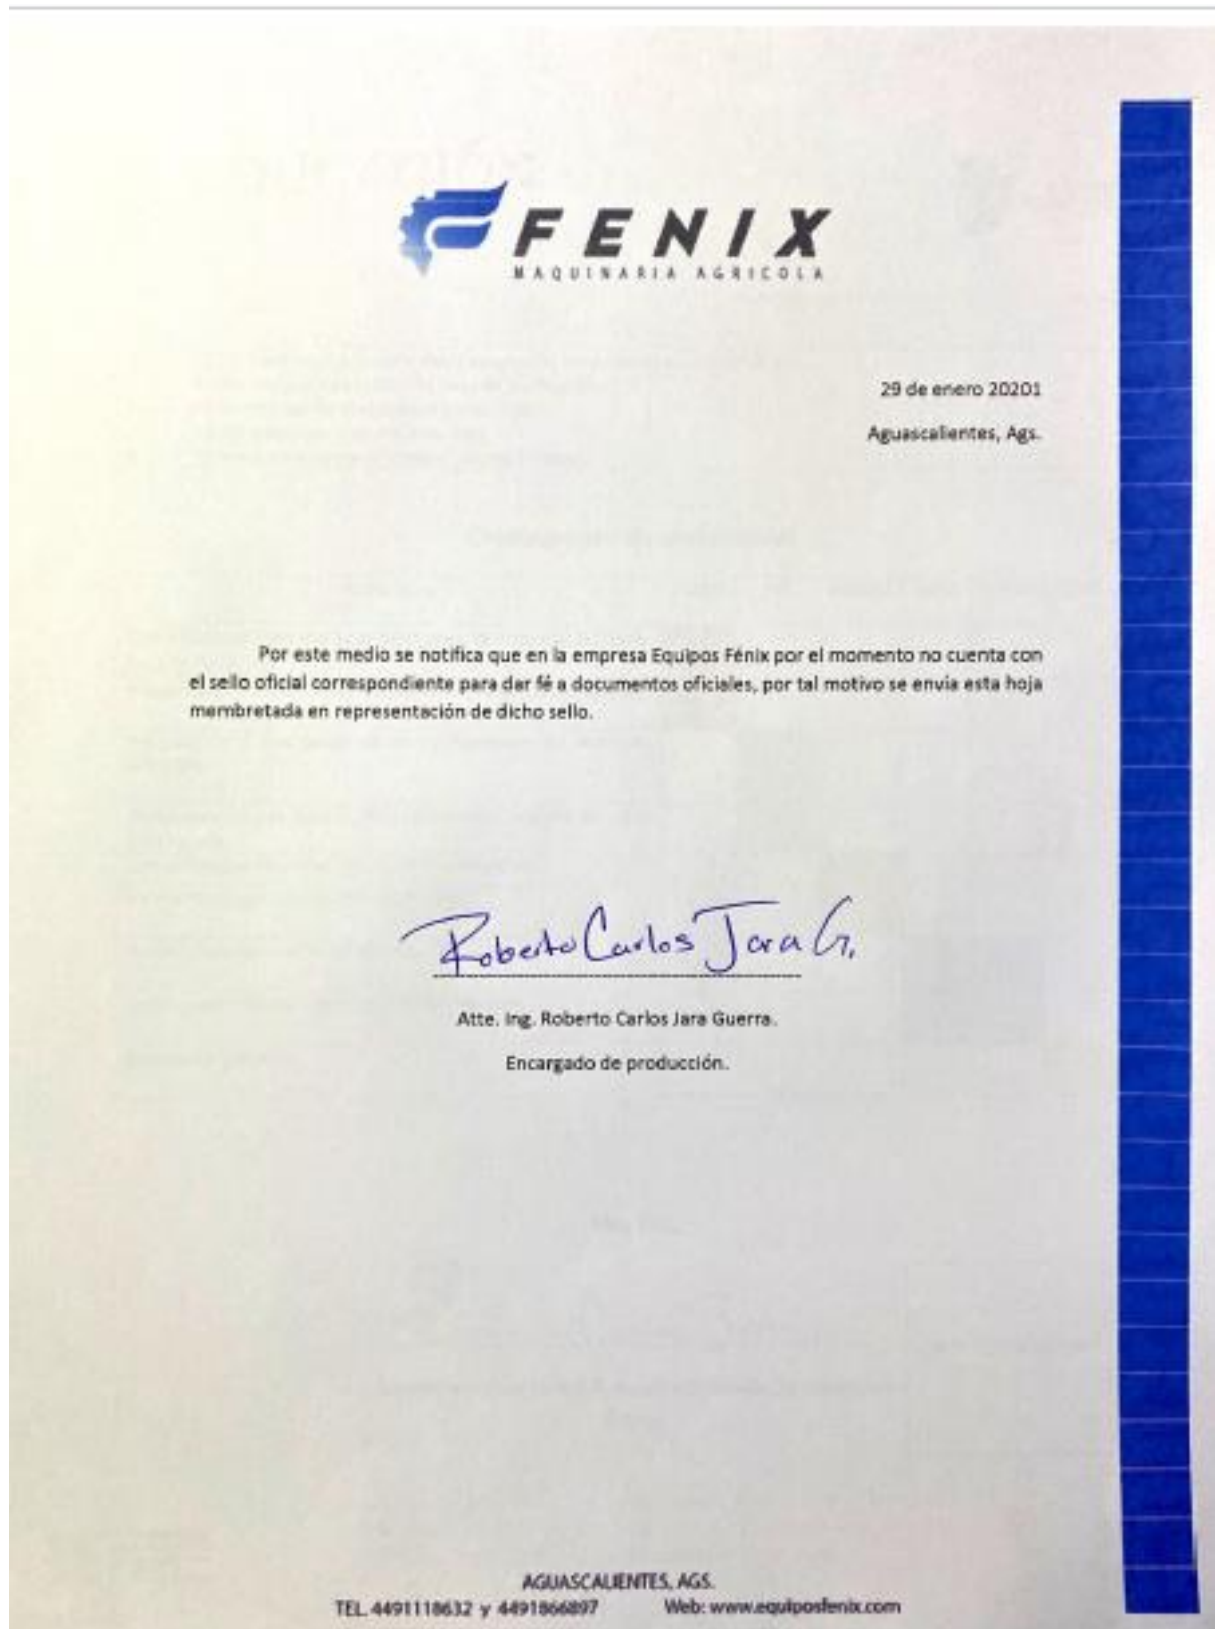 FENIX
MAQUINARIA AGRICOLA
29 de enero 20201
Aguascalientes, Ags.
Por este medio se notifica que en la empresa Equipos Fénix por el momento no cuenta con
el sello oficial correspondiente para dar fé a documentos oficiales, por tal motivo se envía esta hoja
membretada en representación de dicho sello.
Roberto Carlos Jara G.
Atte. Ing. Roberto Carlos Jara Guerra.
Encargado de producción.
AGUASCALIENTES, AGS.
TEL. 4491118632 y 4491866897 Web: www.equiposfenix.com